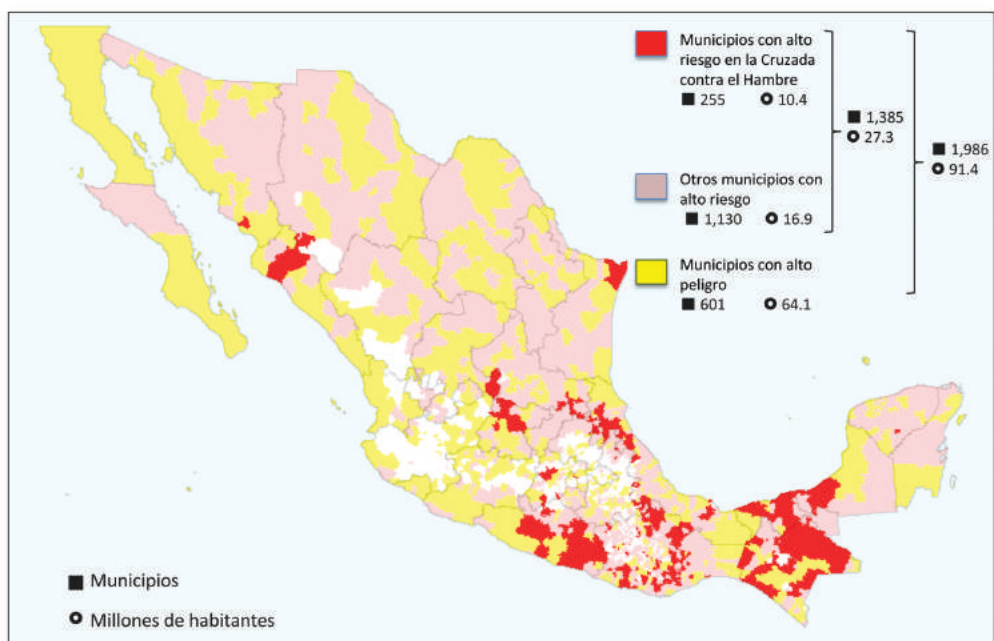 Municipios con alto
riesgo en la Cruzada
contra el Hambre
255 10.4
1,385
27.3
1,986
91.4
Otros municipios con
alto riesgo
1,130 16.9
Municipios con alto
peligro
601 64.1
Municipios
Millones de habitantes